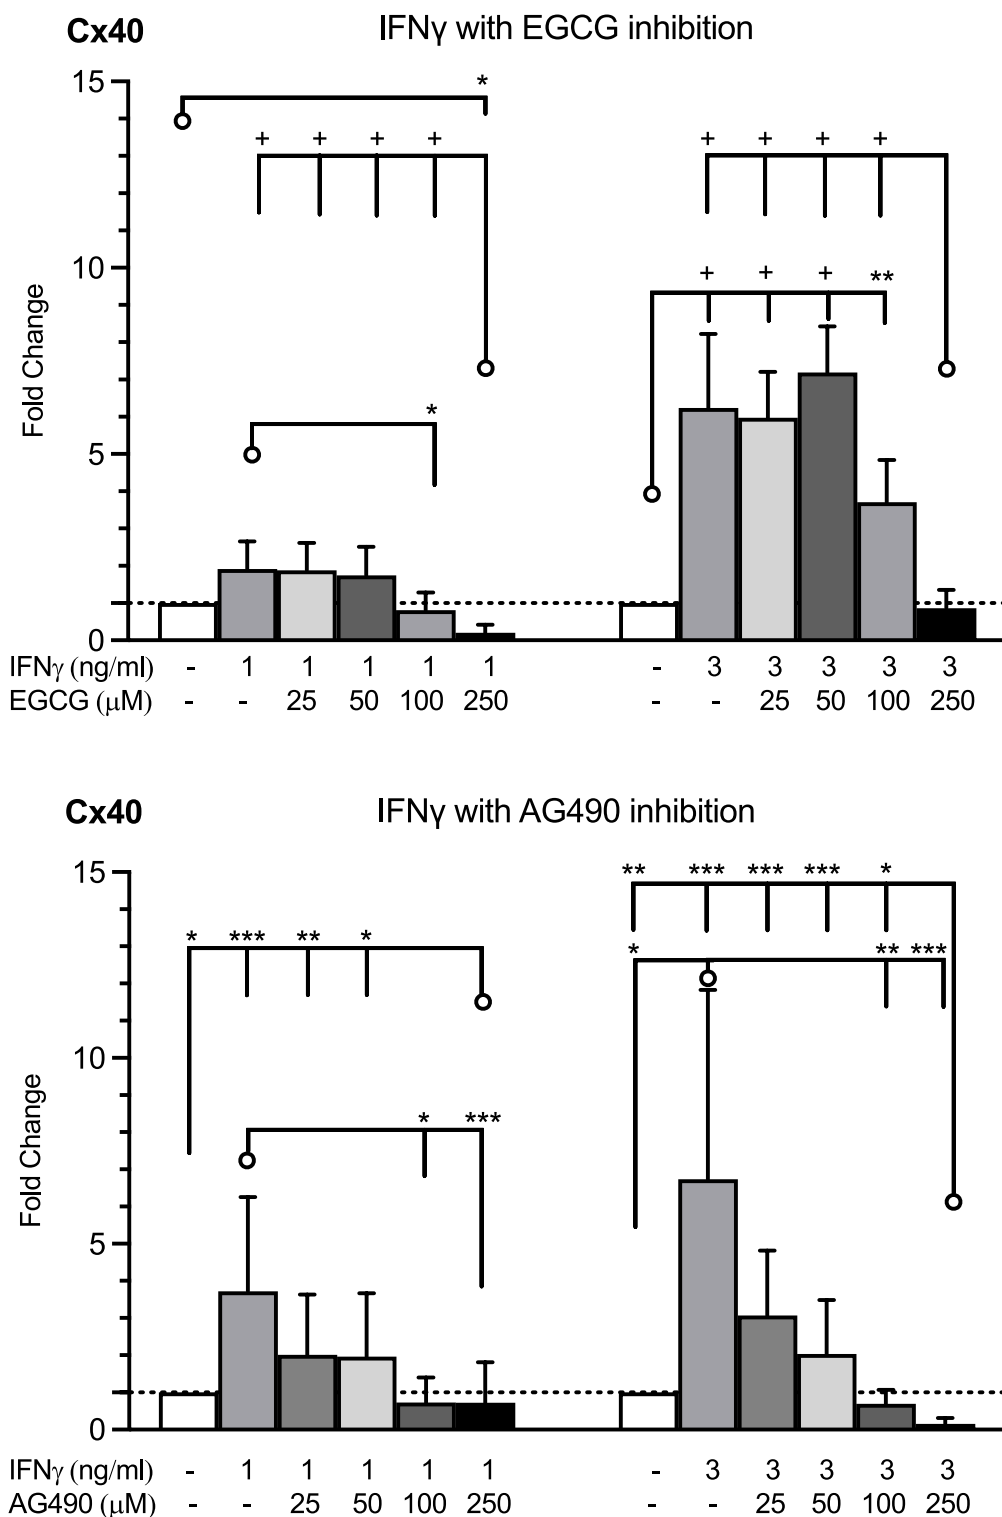 Cx40 IFNγ with EGCG inhibition
*
15
+ + + + + + + +
10
+ + + **
Fold Change
*
5
0
IFNγ (ng/ml) - 1 1 1 1 1 - 3 3 3 3 3
EGCG (μM) - - 25 50 100 250 - - 25 50 100 250
Cx40 IFNγ with AG490 inhibition
15
** *** *** *** *
* *** ** * * ** ***
10
Fold Change
* ***
5
0
IFNγ (ng/ml) - 1 1 1 1 1 - 3 3 3 3 3
AG490 (μM) - - 25 50 100 250 - - 25 50 100 250